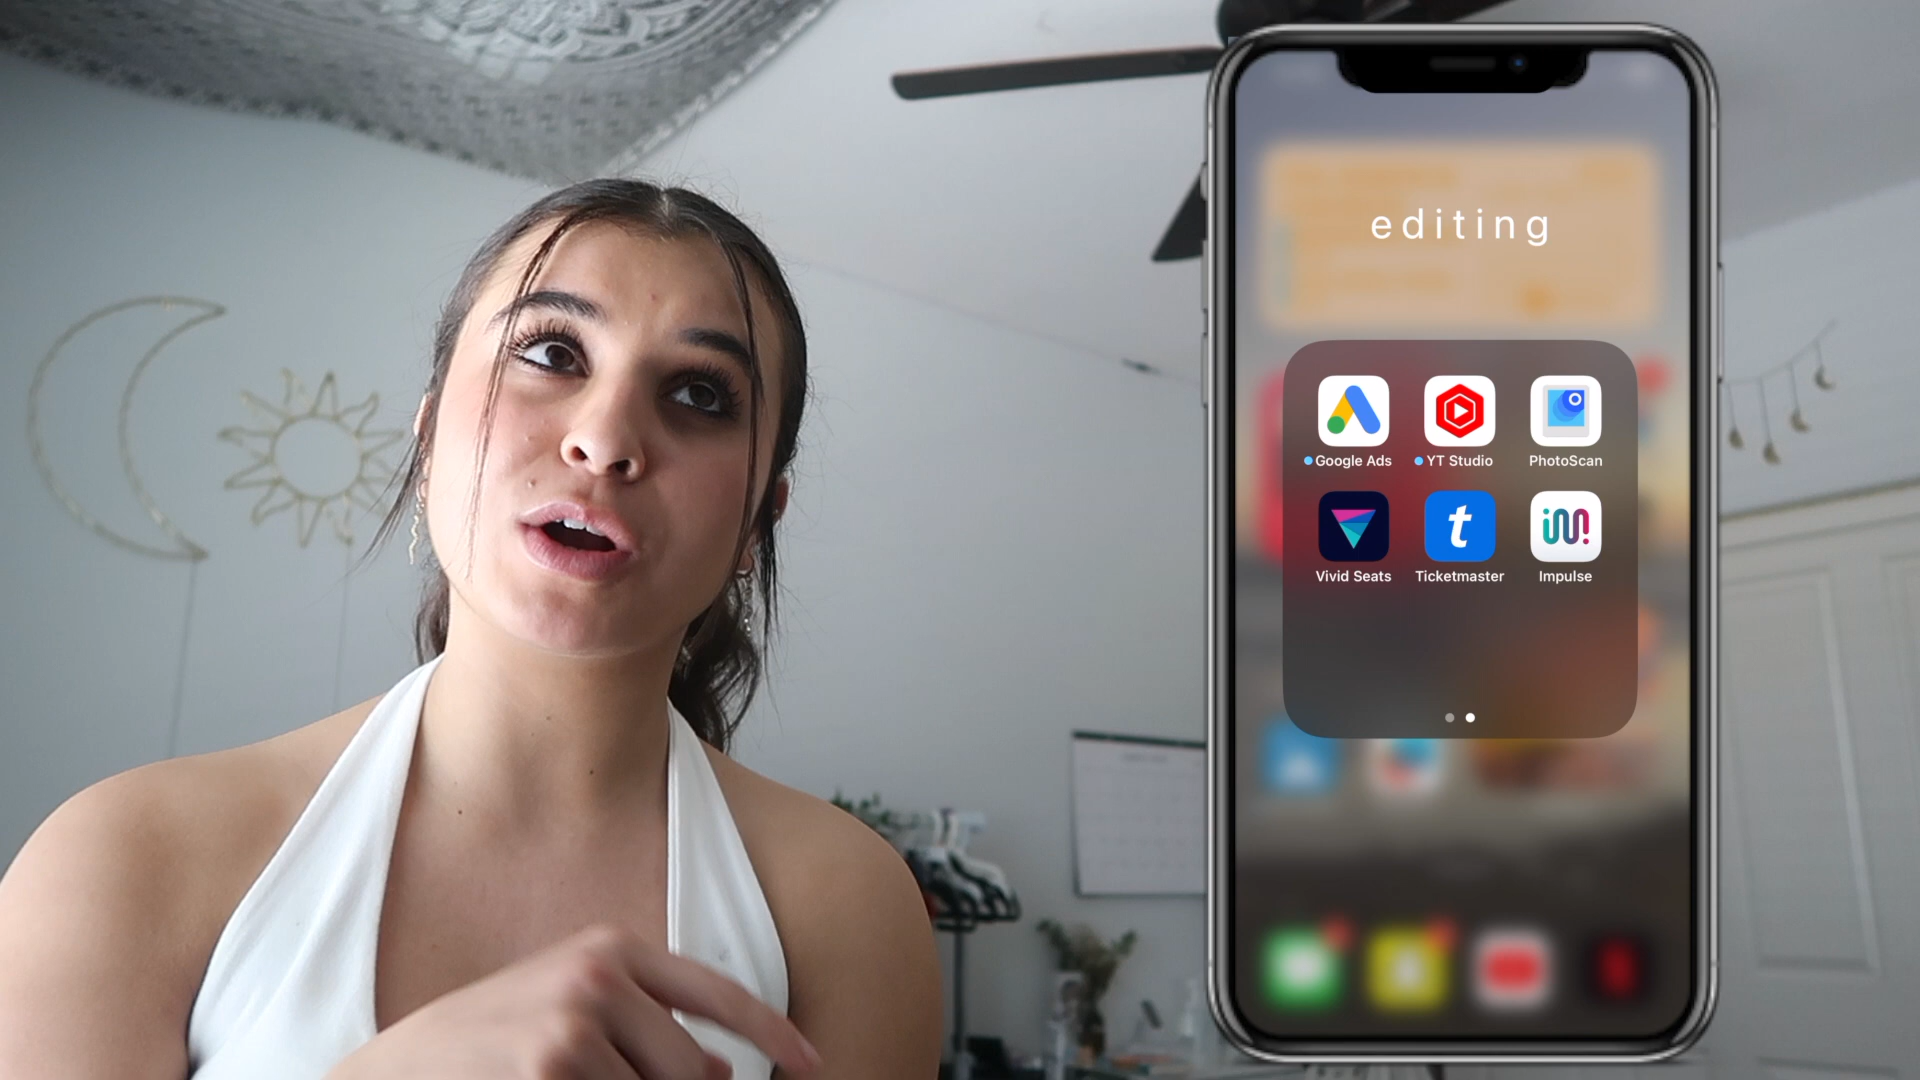 editing
Google Ads
YT Studio
PhotoScan
t
Vivid Seats
Ticketmaster
Impulse